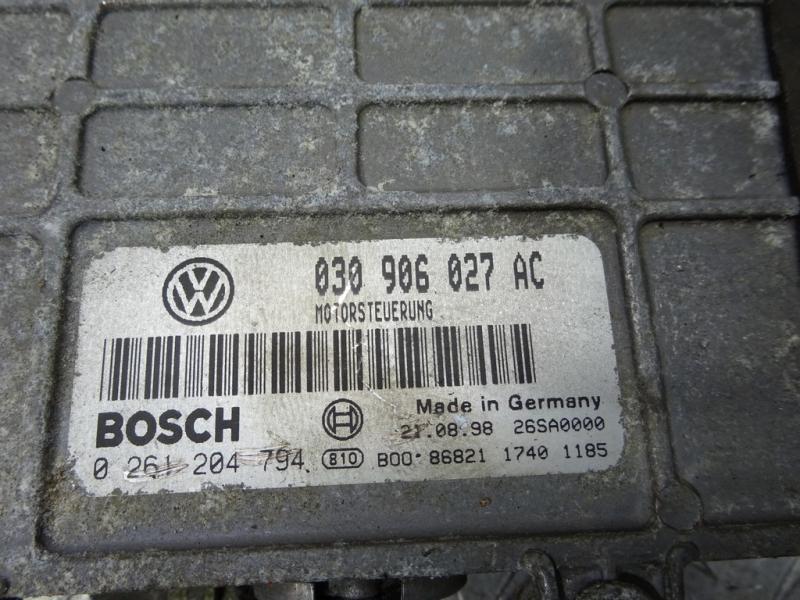 030 906 027 AC
MOTORSTEUERUNG
BOSCH
Made in Germany
21.08.98 26SA0000
0 261 204 794 810 B00 86821 1740 1185